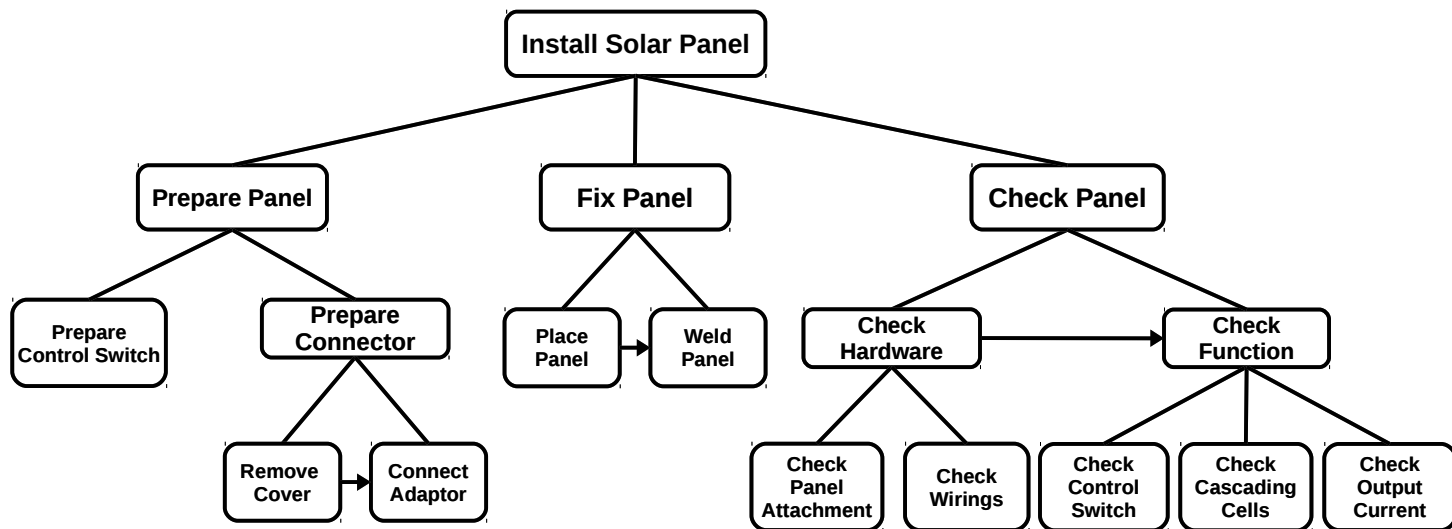 Install Solar Panel
Prepare Panel
Fix Panel
Check Panel
Prepare
Control Switch
Prepare
Connector
Place
Panel
Weld
Panel
Check
Hardware
Check
Function
Remove
Cover
Connect
Adaptor
Check
Panel
Attachment
Check
Wirings
Check
Control
Switch
Check
Cascading
Cells
Check
Output
Current